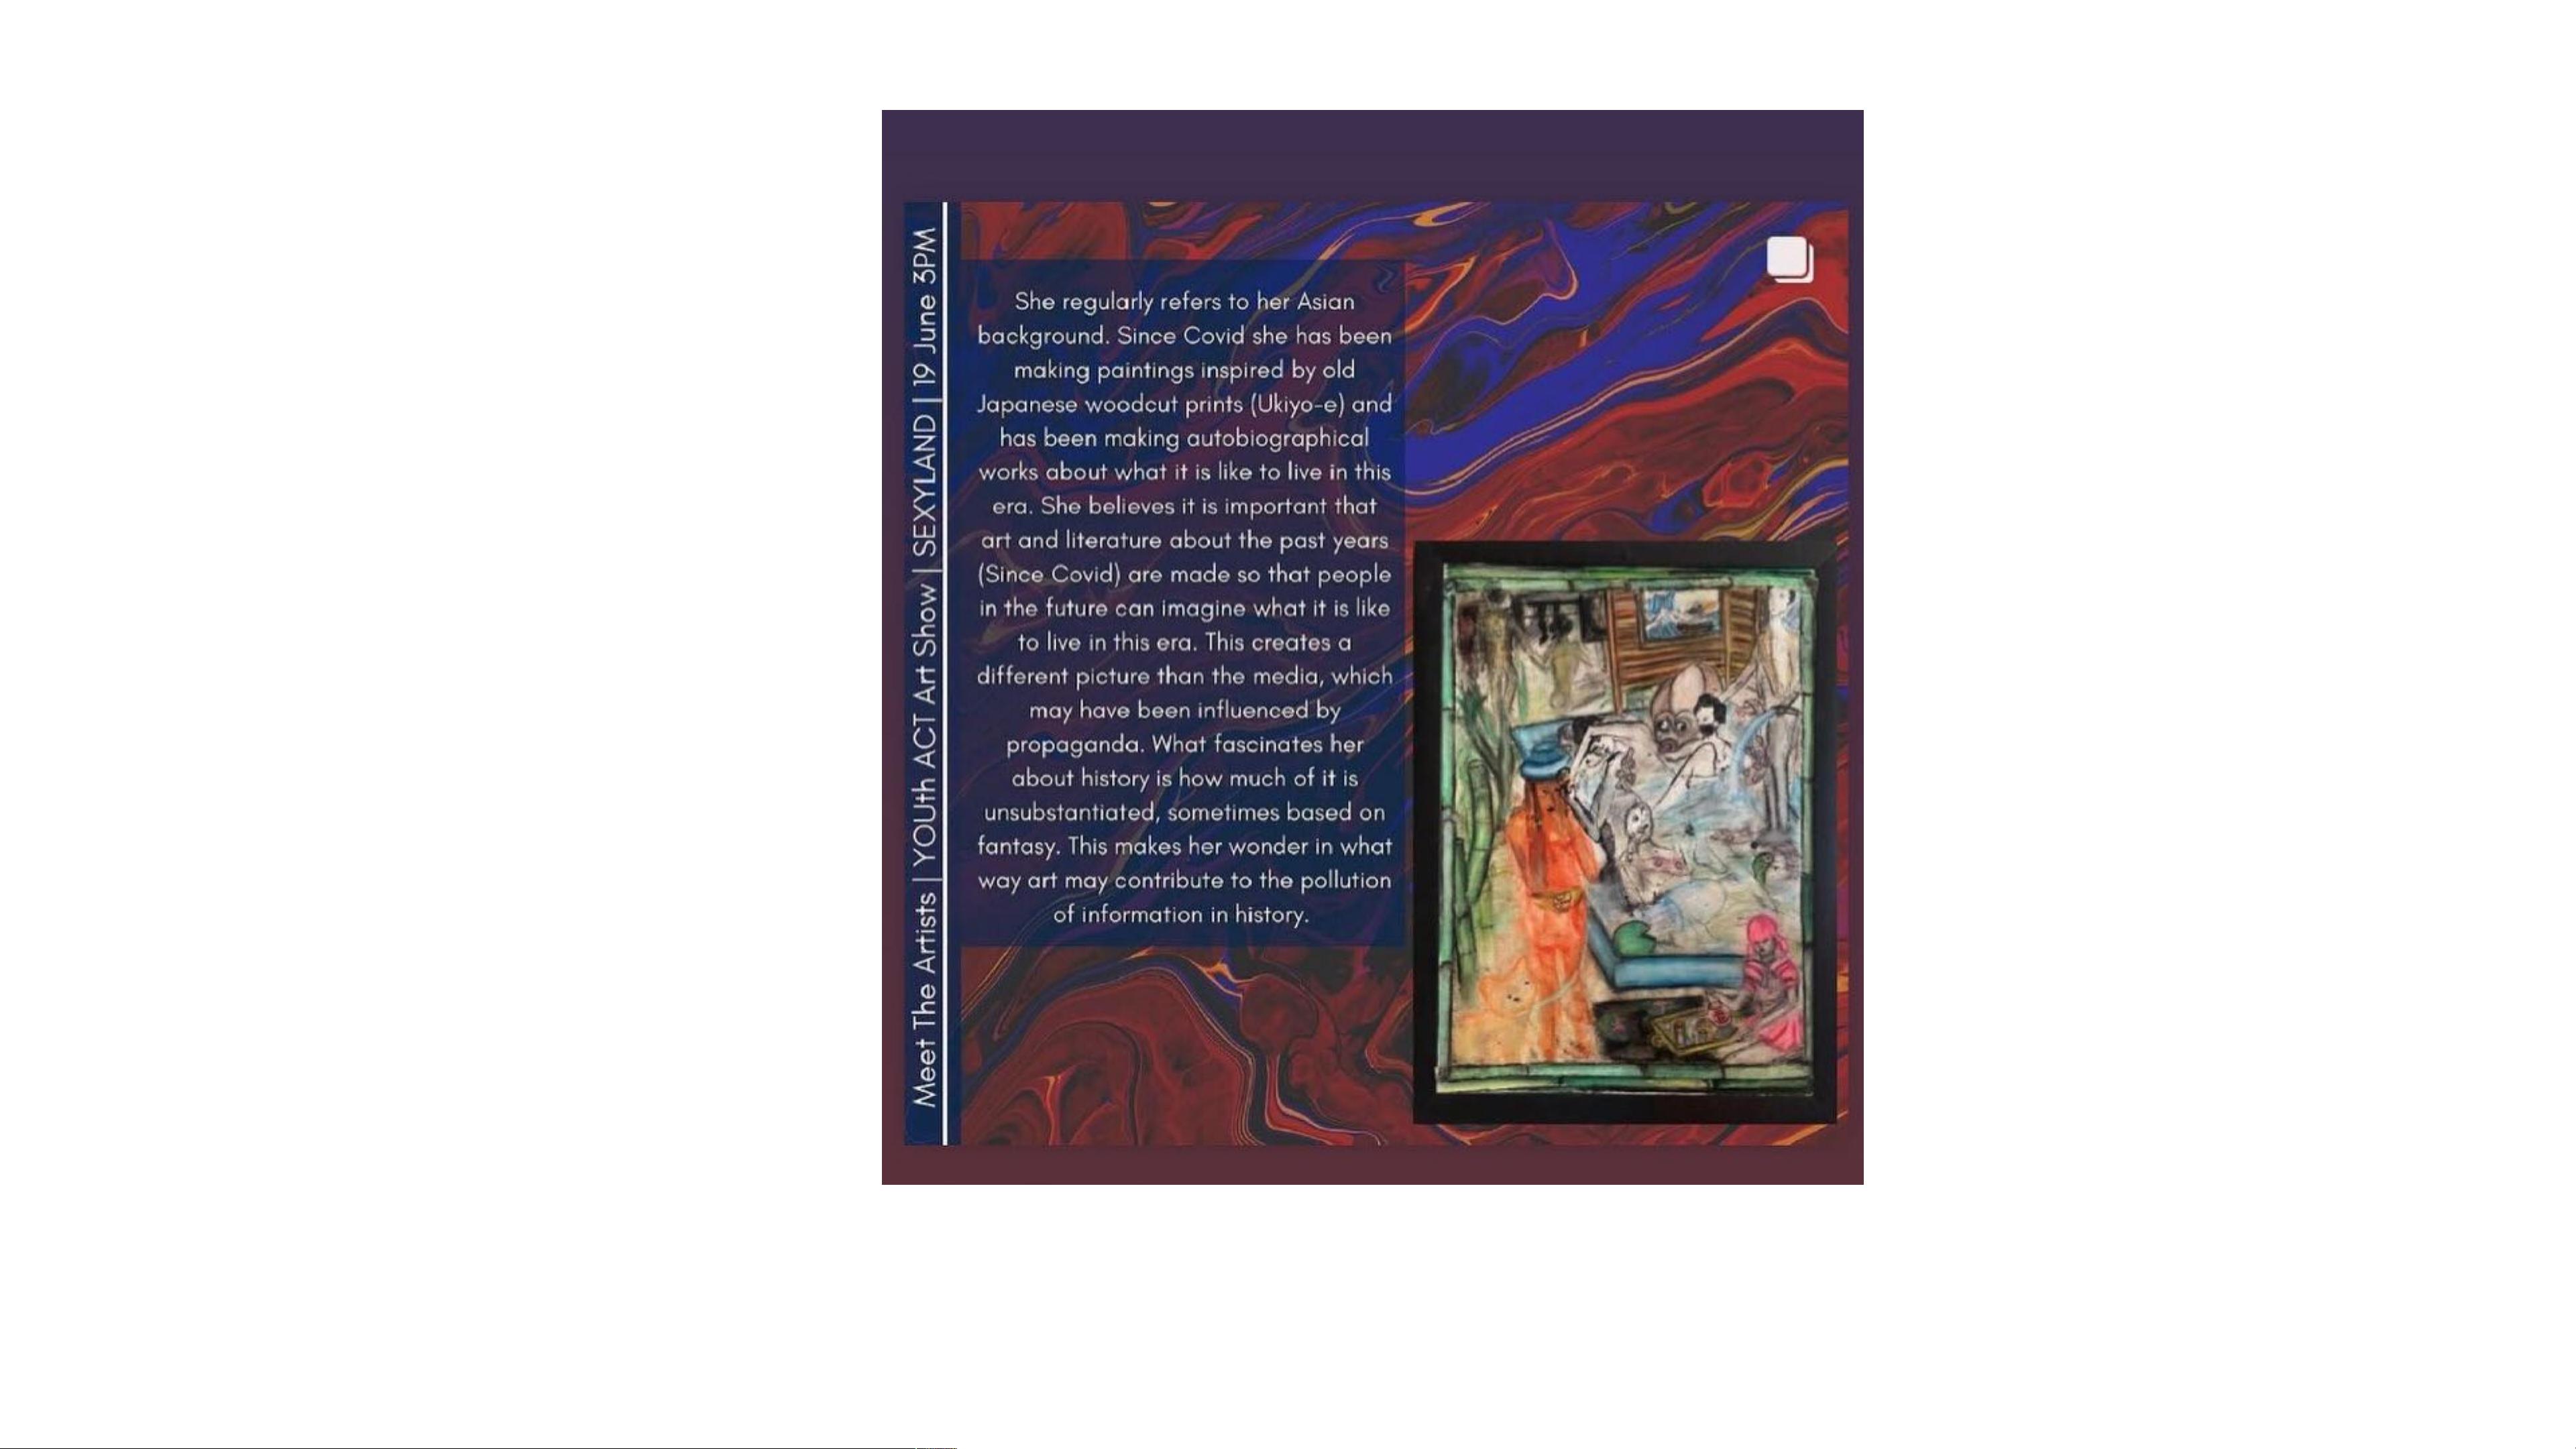 Meet The Artists | YOUth ACT Art Show | SEXYLAND | 19 June 3PM
She regularly refers to her Asian
background. Since Covid she has been
making paintings inspired by old
Japanese woodcut prints (Ukiyo-e) and
has been making autobiographical
works about what it is like to live in this
era. She believes it is important that
art and literature about the past years
(Since Covid) are made so that people
in the future can imagine what it is like
to live in this era. This creates a
different picture than the media, which
may have been influenced by
propaganda. What fascinates her
about history is how much of it is
unsubstantiated, sometimes based on
fantasy. This makes her wonder in what
way art may contribute to the pollution
of information in history.